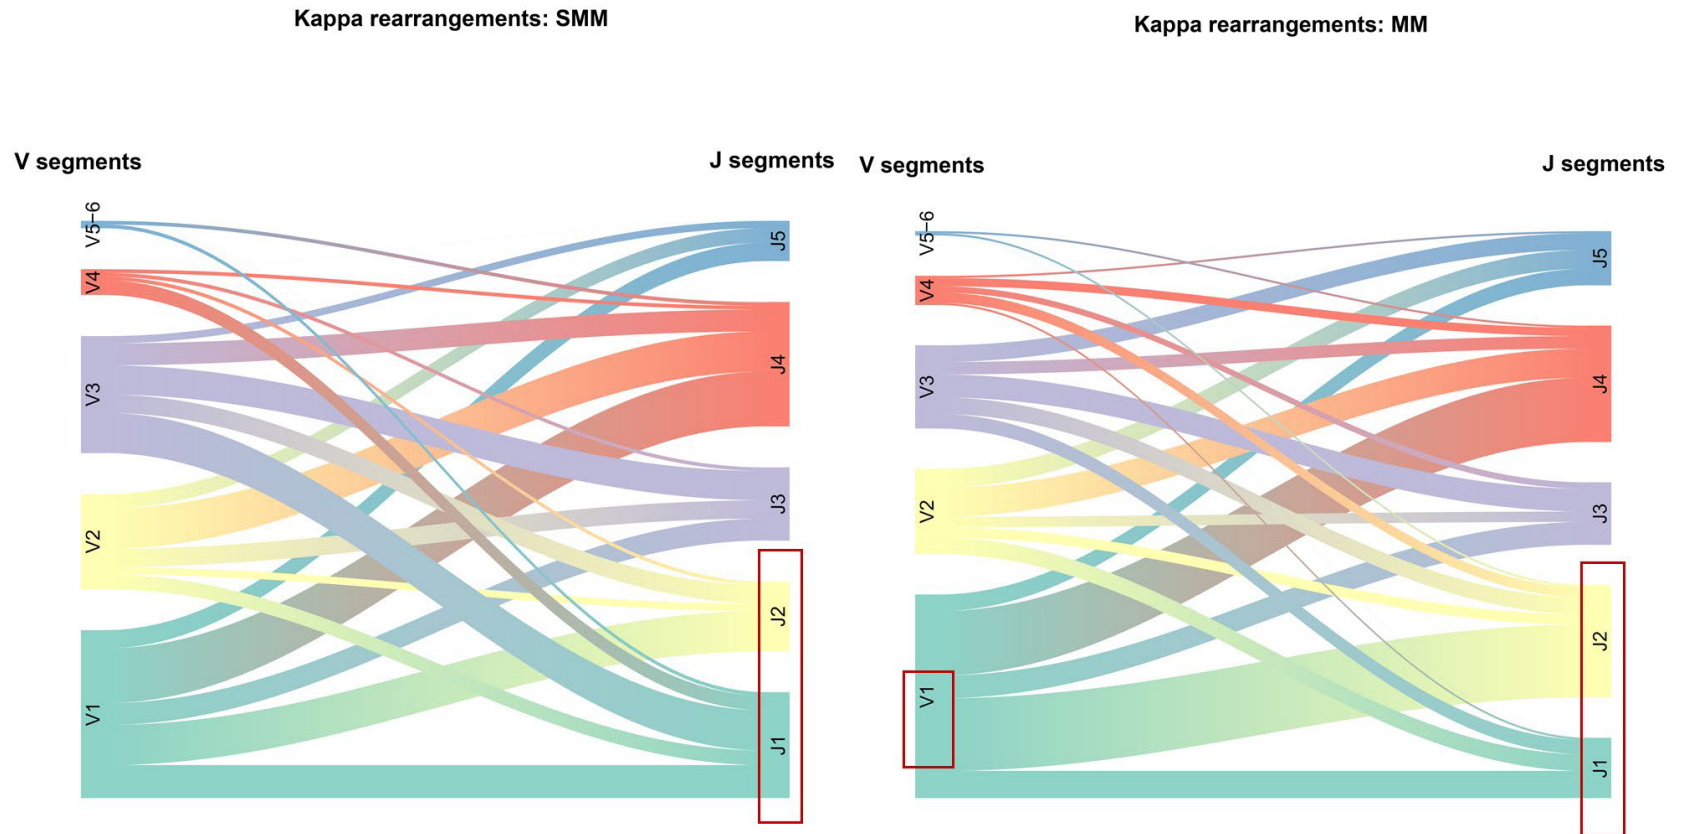 Kappa rearrangements: SMM
V segments
J segments
V5−6
V4
V3
V2
V1
J5
J4
J3
J2
J1
Kappa rearrangements: MM
V segments
J segments
V5−6
V4
V3
V2
V1
J5
J4
J3
J2
J1